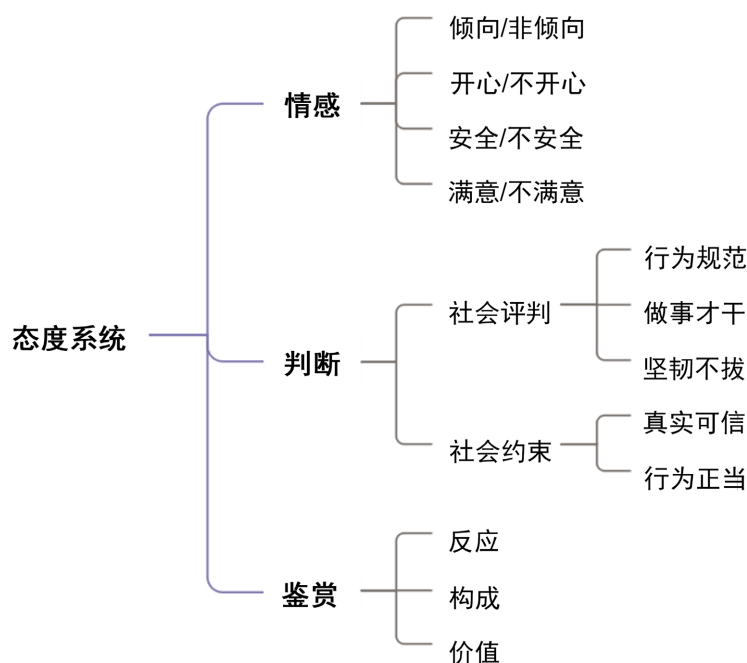 态度系统
情感
倾向/非倾向
开心/不开心
安全/不安全
满意/不满意
判断
社会评判
行为规范
做事才干
坚韧不拔
社会约束
真实可信
行为正当
鉴赏
反应
构成
价值